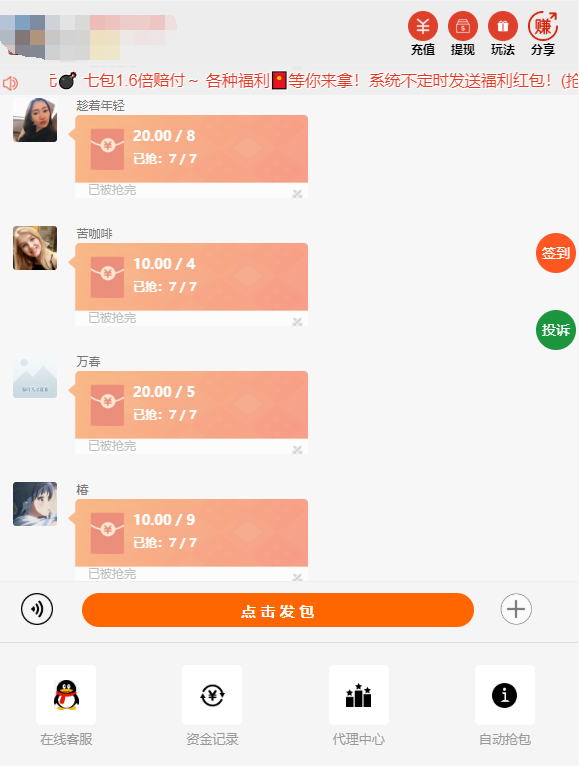 充值 提现 玩法 分享
赚
元💣 七包1.6倍赔付~ 各种福利🧧等你来拿！系统不定时发送福利红包！(抢
趁着年轻
20.00 / 8
已抢：7 / 7
已被抢完
苦咖啡
10.00 / 4
已抢：7 / 7
已被抢完
签到
投诉
万春
20.00 / 5
已抢：7 / 7
已被抢完
椿
10.00 / 9
已抢：7 / 7
已被抢完
点击发包
在线客服 资金记录 代理中心 自动抢包